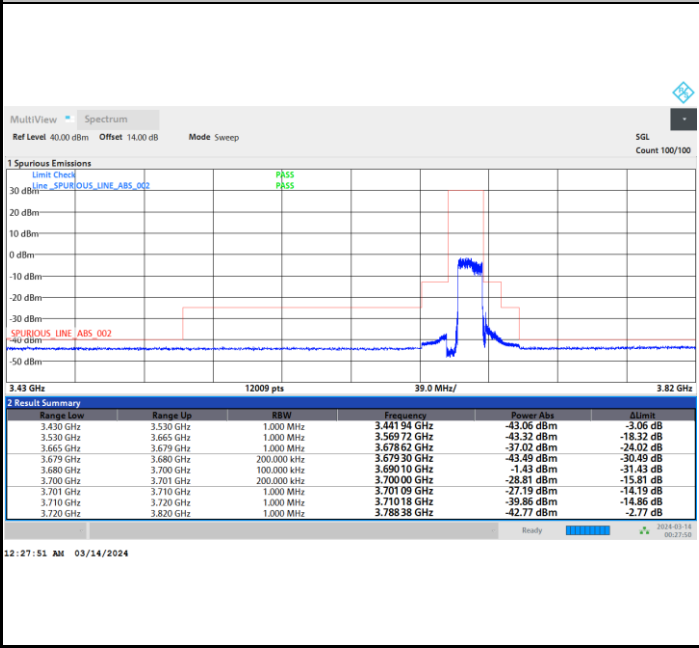 MultiView Spectrum
Ref Level 40.00 dBm Offset 14.00 dB Mode Sweep SGL
Count 100/100
1 Spurious Emissions
Limit Check PASS
Line _SPURIOUS_LINE_ABS_002 PASS
30 dBm
20 dBm
10 dBm
0 dBm
-10 dBm
-20 dBm
-30 dBm
_SPURIOUS_LINE_ABS_002
-40 dBm
-50 dBm
3.43 GHz 12009 pts 39.0 MHz/ 3.82 GHz
2 Result Summary
Range Low Range Up RBW Frequency Power Abs ΔLimit
3.430 GHz 3.530 GHz 1.000 MHz 3.441 94 GHz -43.06 dBm -3.06 dB
3.530 GHz 3.665 GHz 1.000 MHz 3.569 72 GHz -43.32 dBm -18.32 dB
3.665 GHz 3.679 GHz 1.000 MHz 3.678 62 GHz -37.02 dBm -24.02 dB
3.679 GHz 3.680 GHz 200.000 kHz 3.679 30 GHz -43.49 dBm -30.49 dB
3.680 GHz 3.700 GHz 100.000 kHz 3.690 10 GHz -1.43 dBm -31.43 dB
3.700 GHz 3.701 GHz 200.000 kHz 3.700 00 GHz -28.81 dBm -15.81 dB
3.701 GHz 3.710 GHz 1.000 MHz 3.701 09 GHz -27.19 dBm -14.19 dB
3.710 GHz 3.720 GHz 1.000 MHz 3.710 18 GHz -39.86 dBm -14.86 dB
3.720 GHz 3.820 GHz 1.000 MHz 3.788 38 GHz -42.77 dBm -2.77 dB
Ready 2024-03-14
00:27:50
12:27:51 AM 03/14/2024